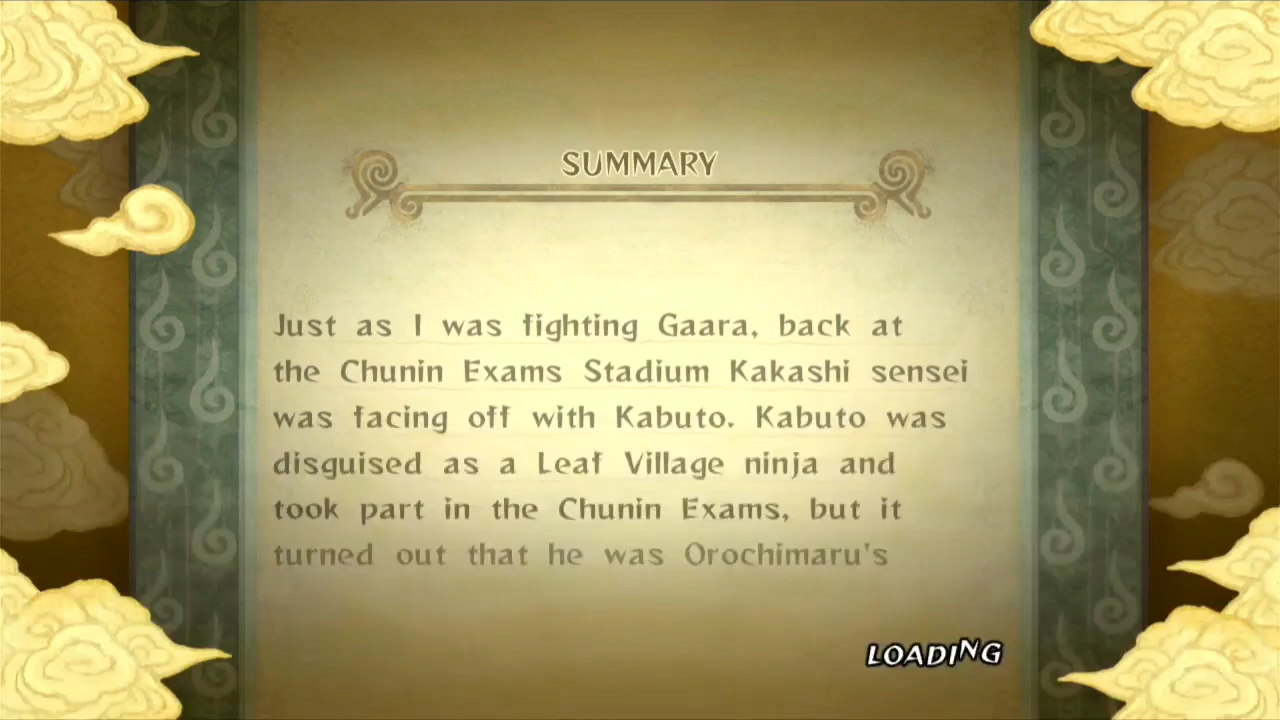 SUMMARY
Just as I was fighting Gaara, back at
the Chunin Exams Stadium Kakashi sensei
was facing off with Kabuto. Kabuto was
disguised as a Leaf Village ninja and
took part in the Chunin Exams, but it
turned out that he was Orochimaru's
LOADING